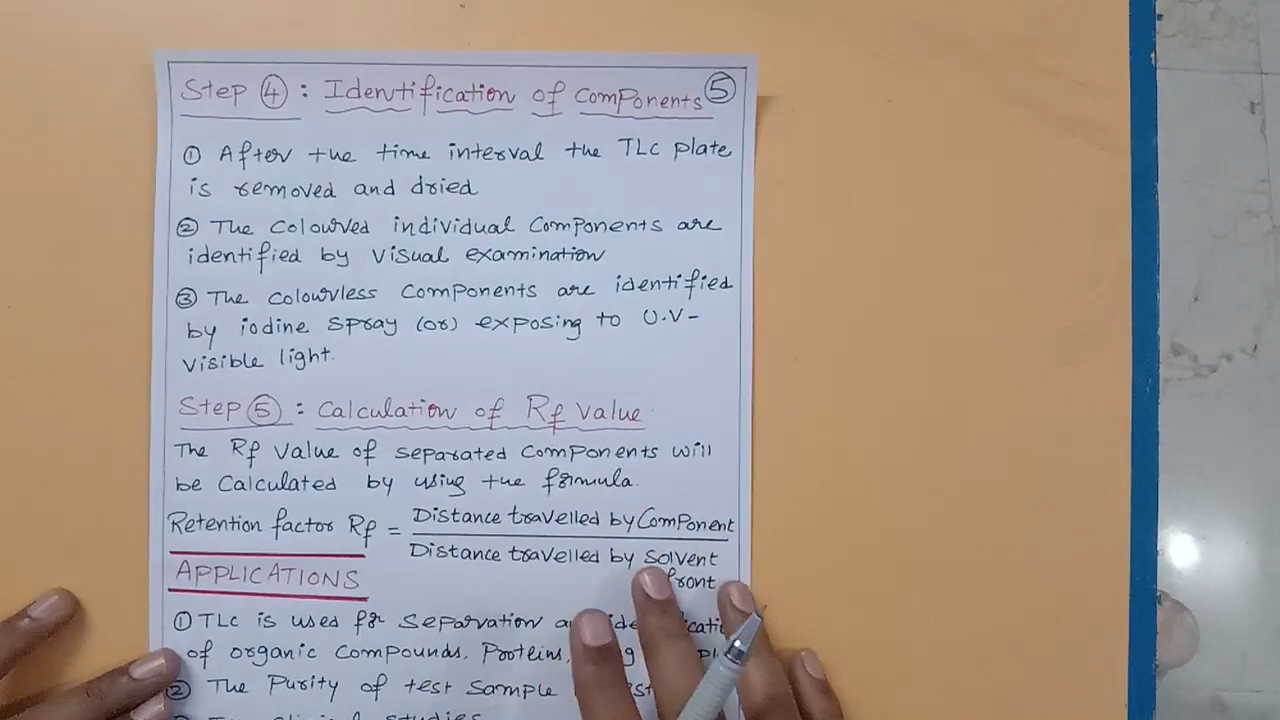 Step ④ : Identification of Components ⑤
① After the time interval the TLC plate
is removed and dried
② The Coloured individual Components are
identified by visual examination
③ The Colourless Components are identified
by iodine spray (or) exposing to U.V-
visible light.
Step ⑤ : Calculation of Rf value
The Rf value of separated Components will
be Calculated by using the formula.
Retention factor Rf = Distance travelled by Component
Distance travelled by Solvent
front
APPLICATIONS
① TLC is used for separation
of organic Compounds, Proteins,
② The Purity of test Sample
studies